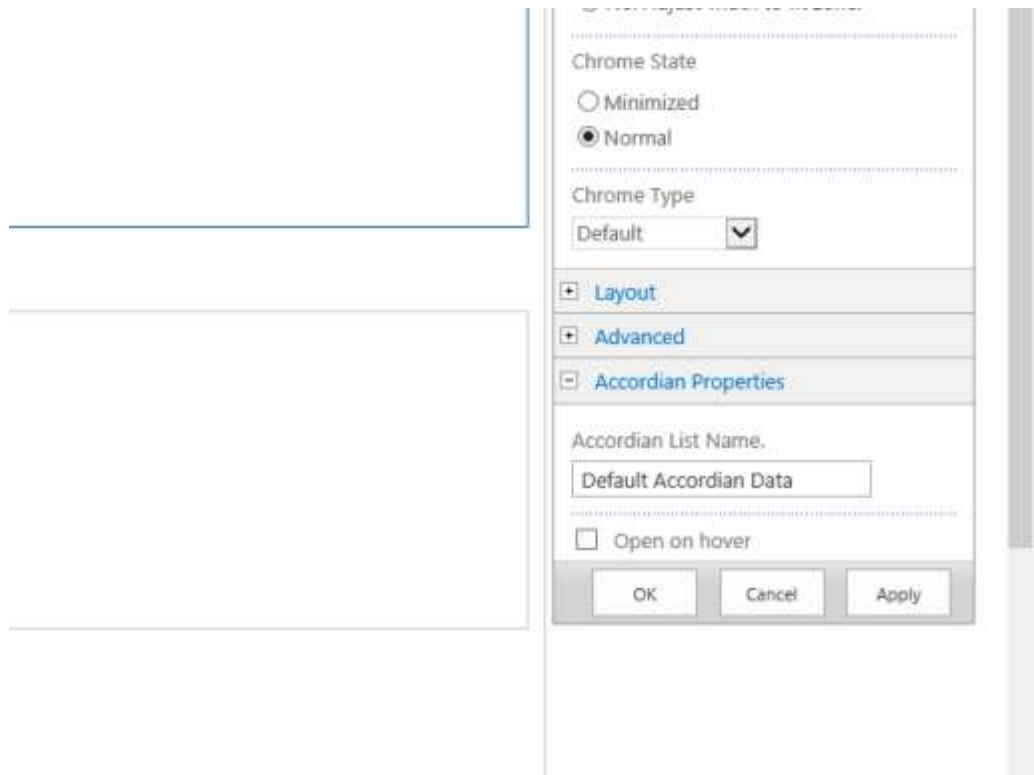 Chrome State
Minimized
Normal
Chrome Type
Default
Layout
Advanced
Accordian Properties
Accordian List Name.
Default Accordian Data
Open on hover
OK Cancel Apply